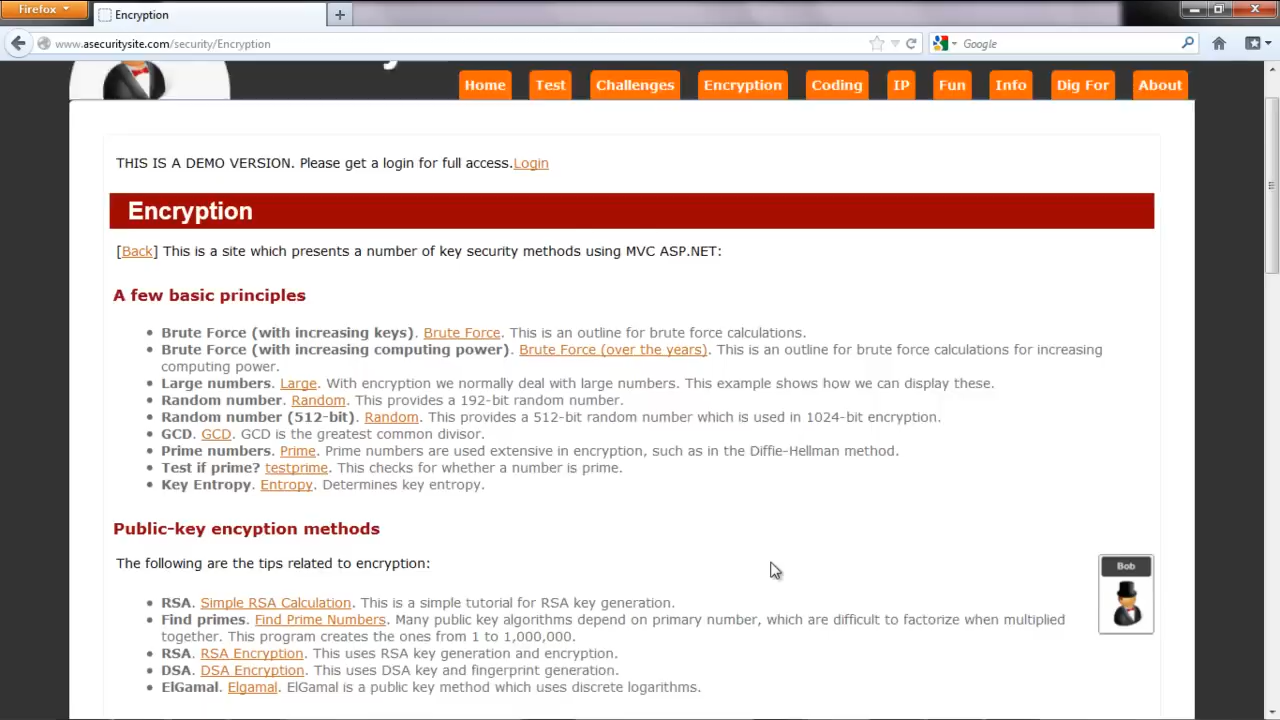 Firefox
Encryption
www.asecuritysite.com/security/Encryption
Google
Home Test Challenges Encryption Coding IP Fun Info Dig For About
THIS IS A DEMO VERSION. Please get a login for full access.Login
Encryption
[Back] This is a site which presents a number of key security methods using MVC ASP.NET:
A few basic principles
Brute Force (with increasing keys). Brute Force. This is an outline for brute force calculations.
Brute Force (with increasing computing power). Brute Force (over the years). This is an outline for brute force calculations for increasing
computing power.
Large numbers. Large. With encryption we normally deal with large numbers. This example shows how we can display these.
Random number. Random. This provides a 192-bit random number.
Random number (512-bit). Random. This provides a 512-bit random number which is used in 1024-bit encryption.
GCD. GCD. GCD is the greatest common divisor.
Prime numbers. Prime. Prime numbers are used extensive in encryption, such as in the Diffie-Hellman method.
Test if prime? testprime. This checks for whether a number is prime.
Key Entropy. Entropy. Determines key entropy.
Public-key encyption methods
The following are the tips related to encryption:
Bob
RSA. Simple RSA Calculation. This is a simple tutorial for RSA key generation.
Find primes. Find Prime Numbers. Many public key algorithms depend on primary number, which are difficult to factorize when multiplied
together. This program creates the ones from 1 to 1,000,000.
RSA. RSA Encryption. This uses RSA key generation and encryption.
DSA. DSA Encryption. This uses DSA key and fingerprint generation.
ElGamal. Elgamal. ElGamal is a public key method which uses discrete logarithms.